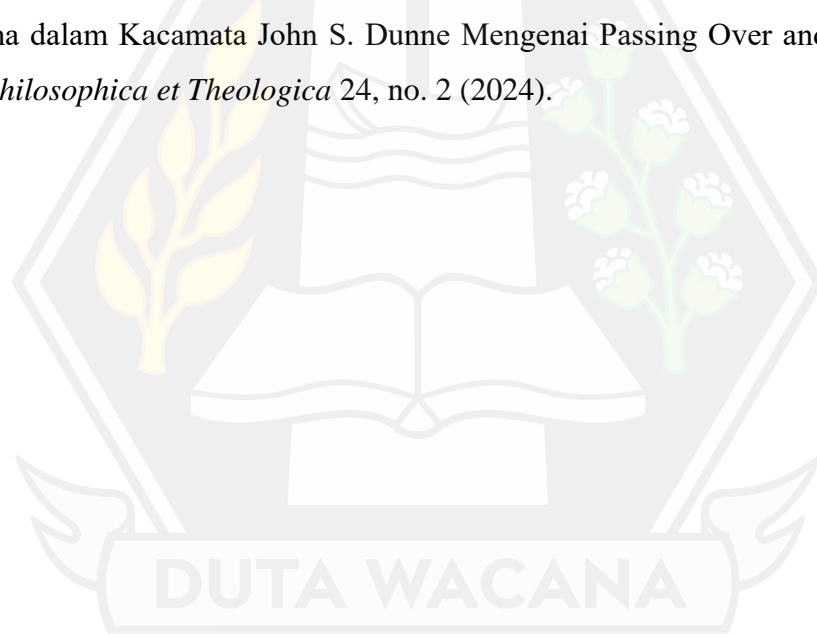 na dalam Kacamata John S. Dunne Mengenai Passing Over and
hilosophica et Theologica 24, no. 2 (2024).
DUTA WACANA